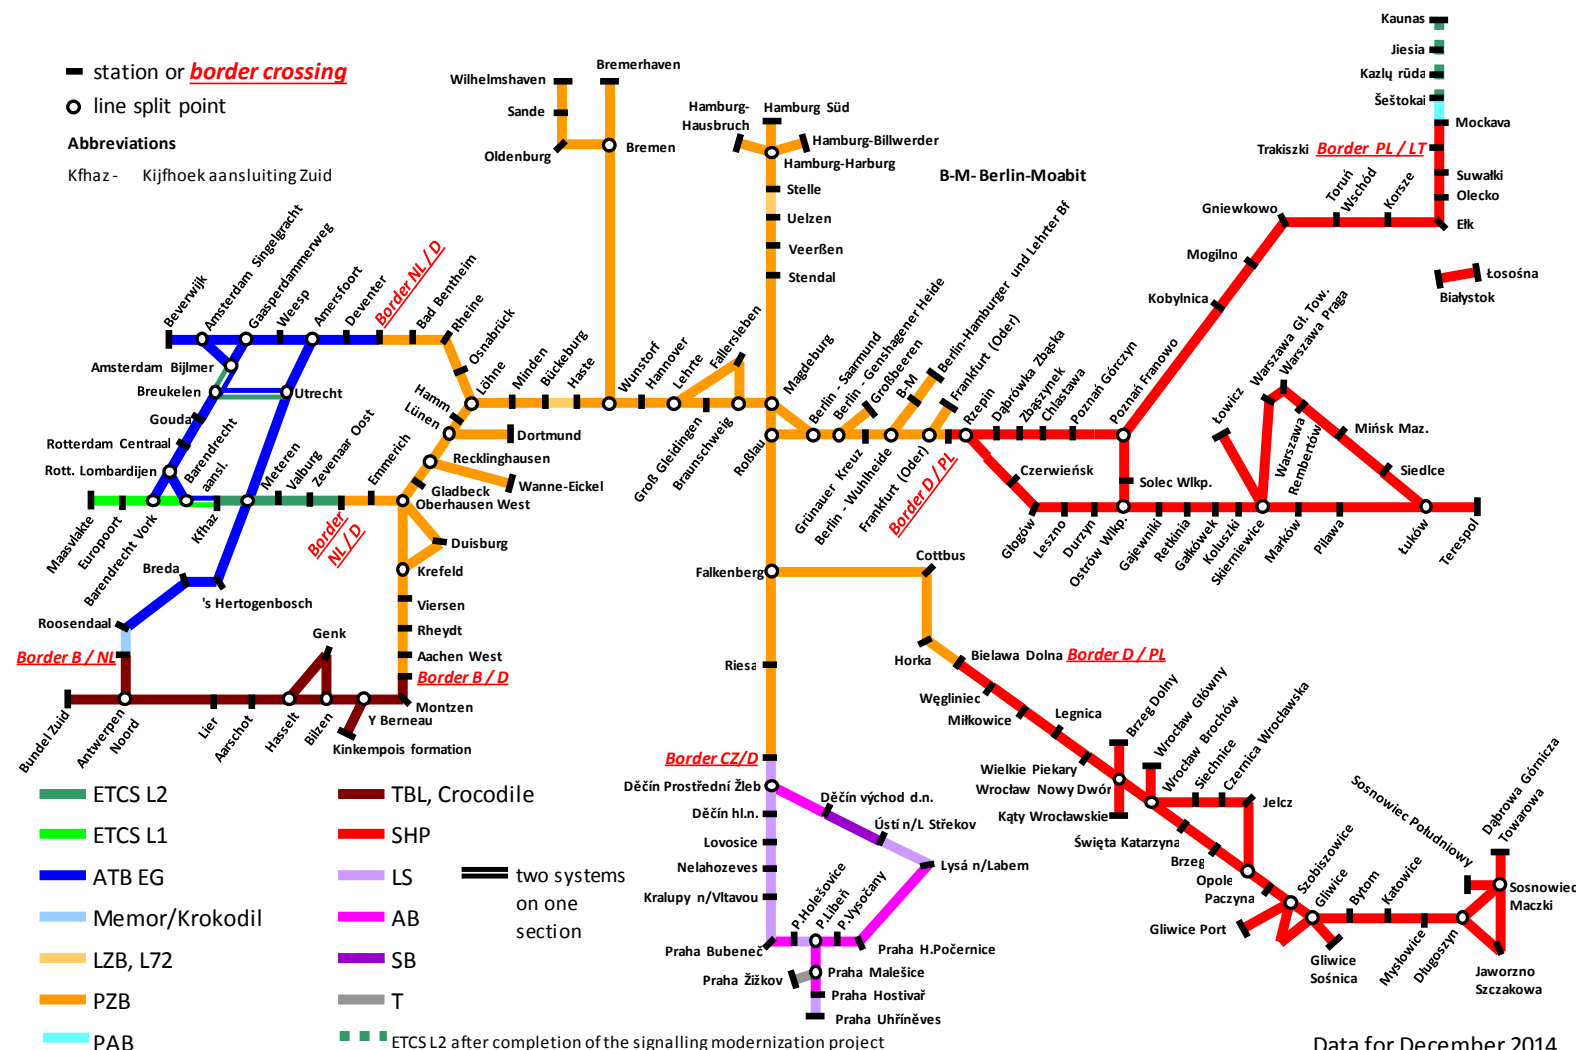 station or border crossing
line split point
Abbreviations
Kfhaz - Kijfhoek aansluiting Zuid
Wilhelmshaven
Sande
Oldenburg
Bremerhaven
Bremen
Hamburg-
Hausbruch
Hamburg Süd
Hamburg-Billwerder
Hamburg-Harburg
Stelle
Uelzen
Veerßen
Stendal
B-M- Berlin-Moabit
Kaunas
Jiesia
Kazlų rūda
Šeštokai
Mockava
Trakiszki Border PL / LT
Suwałki
Olecko
Ełk
Korsze
Toruń
Wschód
Gniewkowo
Mogilno
Kobylnica
Łosośna
Białystok
Beverwijk
Amsterdam Singelgracht
Gaasperdammerweg
Weesp
Amersfoort
Deventer
Border NL / D
Bad Bentheim
Rheine
Osnabrück
Löhne
Minden
Bückeburg
Haste
Wunstorf
Hannover
Lehrte
Fallersleben
Groß Gleidingen
Braunschweig
Magdeburg
Roßlau
Berlin - Saarmund
Berlin - Genshagener Heide
Großbeeren
B-M
Berlin-Hamburger und Lehrter Bf
Frankfurt (Oder)
Grünauer Kreuz
Berlin - Wuhlheide
Frankfurt (Oder)
Border D / PL
Rzepin
Dąbrówka Zbąska
Zbąszynek
Chlastawa
Poznań Górczyn
Poznań Franowo
Czerwieńsk
Solec Wlkp.
Głogów
Leszno
Durzyn
Ostrów Wlkp.
Gajewniki
Retkinia
Gałkówek
Koluszki
Skierniewice
Łowicz
Warszawa Gł. Tow.
Warszawa Praga
Warszawa
Rembertów
Mińsk Maz.
Siedlce
Marków
Pilawa
Łuków
Terespol
Amsterdam Bijlmer
Breukelen
Utrecht
Gouda
Rotterdam Centraal
Rott. Lombardijen
Barendrecht
aansl.
Meteren
Valburg
Zevenaar Oost
Emmerich
Border
NL / D
Maasvlakte
Europoort
Barendrecht Vork
Kfhaz
Hamm
Lünen
Dortmund
Recklinghausen
Wanne-Eickel
Gladbeck
Oberhausen West
Duisburg
Krefeld
Viersen
Rheydt
Aachen West
Border B / D
Montzen
Breda
's Hertogenbosch
Roosendaal
Border B / NL
Genk
Bundel Zuid
Antwerpen
Noord
Lier
Aarschot
Hasselt
Bilzen
Y Berneau
Kinkempois formation
Falkenberg
Cottbus
Horka
Riesa
Border CZ/D
Bielawa Dolna Border D / PL
Węgliniec
Miłkowice
Legnica
Wielkie Piekary
Wrocław Nowy Dwór
Kąty Wrocławskie
Brzeg Dolny
Wrocław Główny
Wrocław Brochów
Siechnice
Czernica Wrocławska
Jelcz
Święta Katarzyna
Brzeg
Opole
Paczyna
Gliwice Port
Szobiszowice
Gliwice
Gliwice
Sośnica
Bytom
Katowice
Mysłowice
Długoszyn
Sosnowiec Południowy
Dąbrowa Górnicza
Towarowa
Sosnowiec
Maczki
Jaworzno
Szczakowa
Děčín Prostřední Žleb
Děčín hl.n.
Lovosice
Nelahozeves
Kralupy n/Vltavou
Praha Bubeneč
Děčín východ d.n.
Ústí n/L Střekov
Lysá n/Labem
P.Holešovice
P.Libeň
P.Vysočany
Praha H.Počernice
Praha Malešice
Praha Žižkov
Praha Hostivař
Praha Uhříněves
ETCS L2
ETCS L1
ATB EG
Memor/Krokodil
LZB, L72
PZB
PAB
TBL, Crocodile
SHP
LS
AB
SB
T
two systems
on one
section
ETCS L2 after completion of the signalling modernization project
Data for December 2014